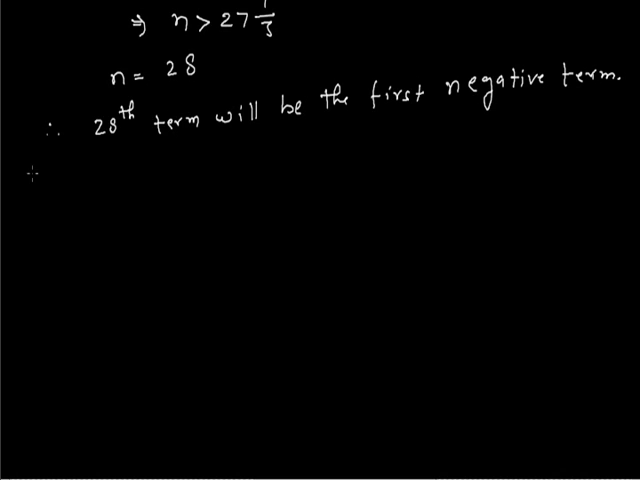 ⇒ n > 27 1/3
n = 28
∴ 28th term will be the first negative term.